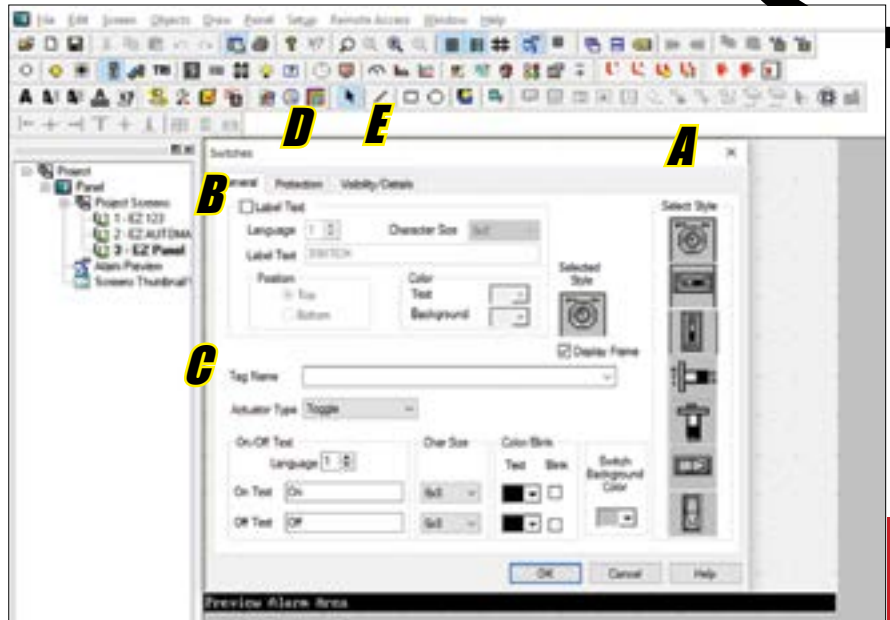 File Edit Screen Objects Draw Panel Setup Remote Access Window Help
D
E
A
Switches
Project
Panel
Project Screens
1 - EZ 123
2 - EZ AUTOMA
3 - EZ Panel
Alarm Preview
Screens Thumbnail
B
General Protection Visibility/Details
Label Text
Language 1
Character Size
Label Text SWITCH
Position
Top
Bottom
Color
Text
Background
Selected
Style
Select Style
Display Frame
C
Tag Name
Actuator Type Toggle
On/Off Text
Language 1
Char Size
Color/Blink
Text Blink
Switch
Background
Color
On Text On 6x8
Off Text Off 6x8
OK Cancel Help
Preview Alarm Area